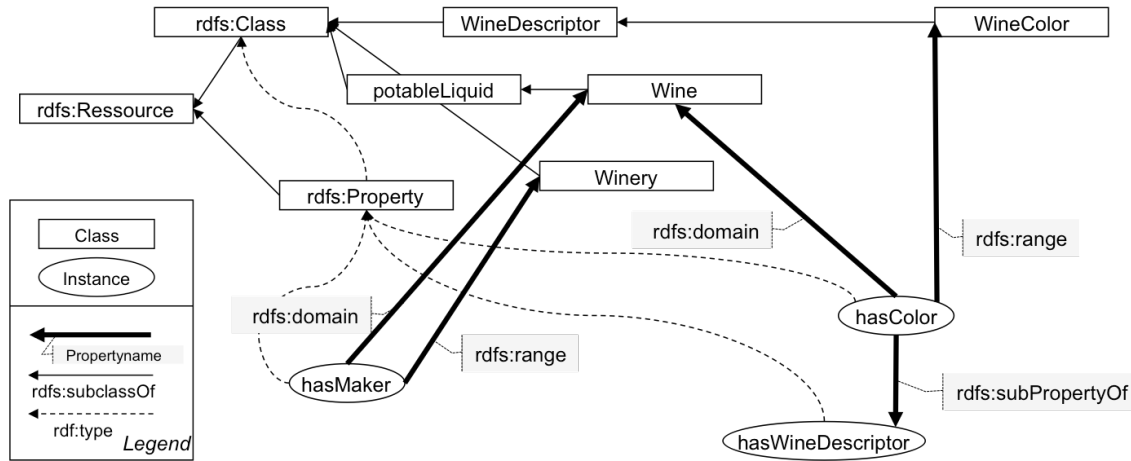 rdfs:Class
WineDescriptor
WineColor
potableLiquid
Wine
rdfs:Ressource
Winery
rdfs:Property
Class
Instance
rdfs:domain
rdfs:range
rdfs:domain
hasColor
Propertyname
rdfs:range
hasMaker
rdfs:subclassOf
rdfs:subPropertyOf
rdf:type
Legend
hasWineDescriptor